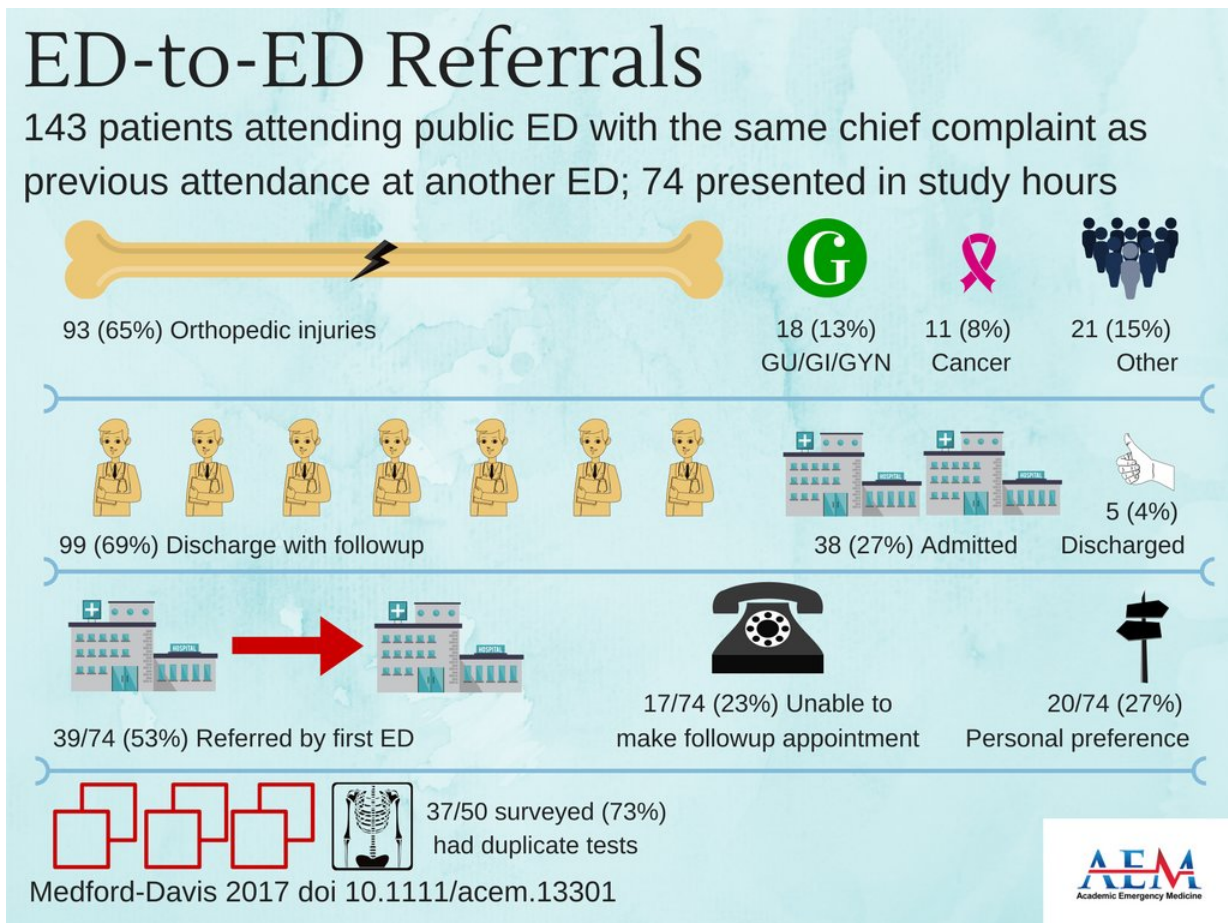 ED-to-ED Referrals
143 patients attending public ED with the same chief complaint as
previous attendance at another ED; 74 presented in study hours
G
93 (65%) Orthopedic injuries
18 (13%)
GU/GI/GYN
11 (8%)
Cancer
21 (15%)
Other
HOSPITAL
HOSPITAL
99 (69%) Discharge with followup
38 (27%) Admitted
5 (4%)
Discharged
HOSPITAL
HOSPITAL
39/74 (53%) Referred by first ED
17/74 (23%) Unable to
make followup appointment
20/74 (27%)
Personal preference
37/50 surveyed (73%)
had duplicate tests
Medford-Davis 2017 doi 10.1111/acem.13301
AEM
Academic Emergency Medicine